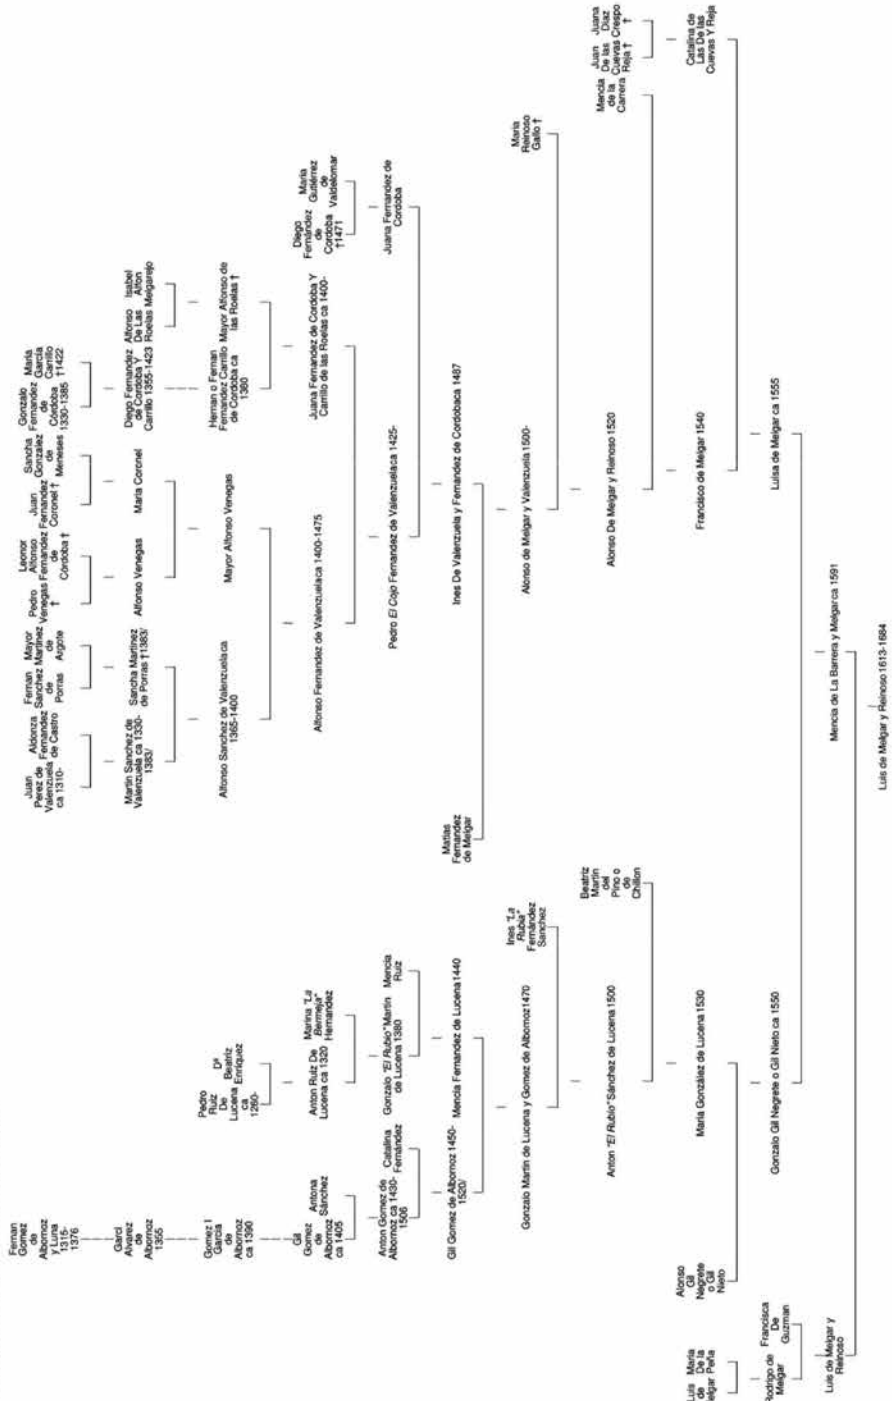 Fernan
Gomez
de
Albornoz
y Luna
1315-
1376
Juan
Perez de
Valenzuela
ca 1310-
Aldonza
Fernandez
de Castro
Fernan
Sanchez
de
Porras
Mayor
Martinez
de
Argote
Pedro
Venegas
†
Leonor
Alfonso
Fernandez
de
Córdoba †
Juan
Fernandez
Coronel †
Sancha
Gonzalez
de
Meneses
Gonzalo
Fernandez
de
Córdoba
1330-1385
Maria
Garcia
Carrillo
†1422
Garci
Alvarez
de
Albornoz
1355
Martin Sanchez de
Valenzuela ca 1330-
1383/
Sancha Martinez
de Porras †1383/
Alfonso Venegas
Maria Coronel
Diego Fernandez
de Cordoba Y
Carrillo 1355-1423
Alfonso
De Las
Roelas
Isabel
Alfon
Melgarejo
Gomez I
Garcia
de
Albornoz
ca 1390
Pedro
Ruiz
De
Lucena
ca
1260-
Dª
Beatriz
Enriquez
Alfonso Sanchez de Valenzuelaca
1365-1400
Mayor Alfonso Venegas
Hernan o Fernan
Fernandez Carrillo
de Cordoba ca
1380
Mayor Alfonso de
las Roelas †
Gil
Gomez
de
Albornoz
ca 1405
Antona
Sánchez
Anton Ruiz De
Lucena ca 1320
Marina "La
Bermeja"
Hernandez
Alfonso Fernandez de Valenzuelaca 1400-1475
Juana Fernandez de Cordoba Y
Carrillo de las Roelas ca 1400-
Diego
Fernández
de
Cordoba
†1471
Maria
Gutiérrez
de
Valdelomar
Anton Gomez de
Albornoz ca 1430-
1506
Catalina
Fernández
Gonzalo "El Rubio" Martin
de Lucena 1380
Mencia
Ruiz
Pedro El Cojo Fernandez de Valenzuelaca 1425-
Juana Fernandez de
Cordoba
Gil Gomez de Albornoz 1450-
1520/
Mencia Fernandez de Lucena 1440
Matias
Fernandez
de Melgar
Ines De Valenzuela y Fernandez de Cordobaca 1487
Gonzalo Martin de Lucena y Gomez de Albornoz 1470
Ines "La
Rubia"
Fernández
Sanchez
Alonso de Melgar y Valenzuela 1500-
Maria
Reinoso
Gallo †
Anton "El Rubio" Sánchez de Lucena 1500
Beatriz
Martin
del
Pino o
de
Chillon
Alonso De Melgar y Reinoso 1520
Mencia
de la
Carrera
Juan
De las
Cuevas
Reja †
Juana
Diaz
Crespo
†
Luis
de
Melgar
Maria
De la
Peña
Alonso
Gil
Negrete
o Gil
Nieto
Maria González de Lucena 1530
Francisco de Melgar 1540
Catalina de
Las De las
Cuevas Y Reja
Rodrigo de
Melgar
Francisca
De
Guzman
Gonzalo Gil Negrete o Gil Nieto ca 1550
Luisa de Melgar ca 1555
Luis de Melgar y
Reinoso
Mencia de La Barrera y Melgar ca 1591
Luis de Melgar y Reinoso 1613-1684